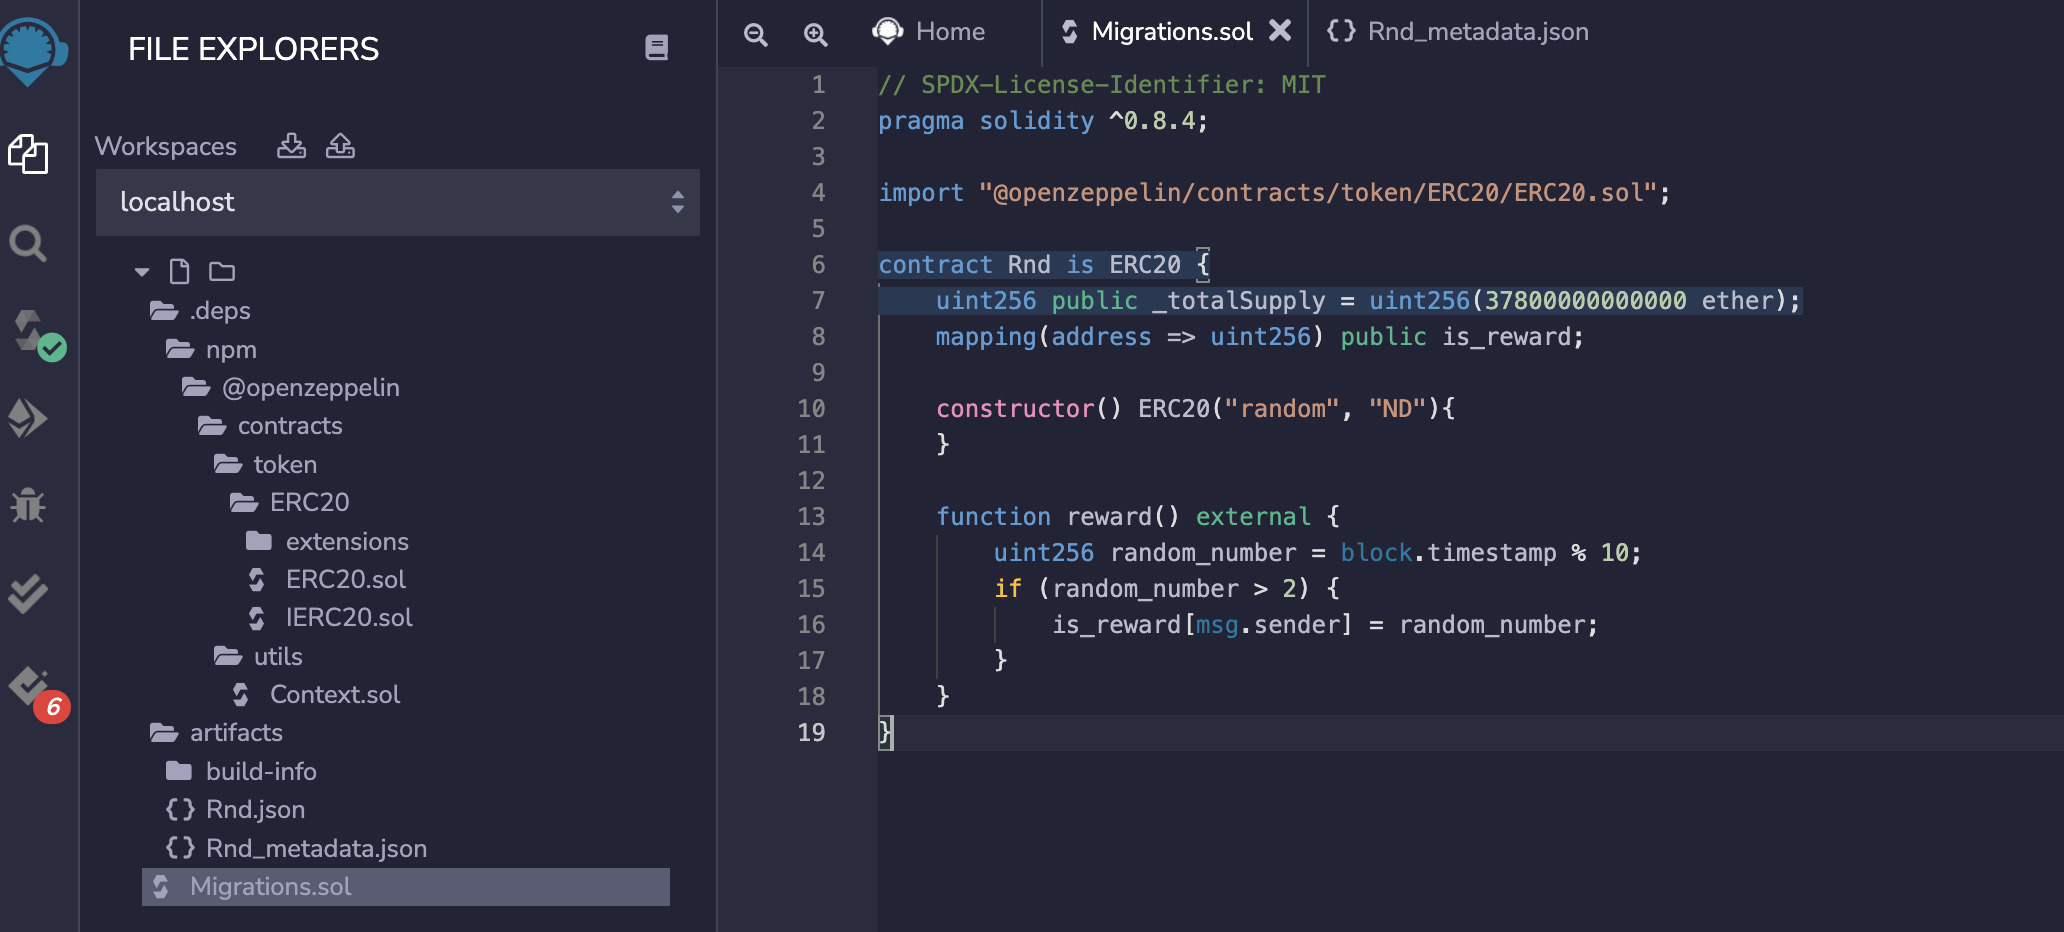 FILE EXPLORERS
Workspaces
localhost
.deps
npm
@openzeppelin
contracts
token
ERC20
extensions
ERC20.sol
IERC20.sol
utils
Context.sol
artifacts
build-info
{} Rnd.json
{} Rnd_metadata.json
Migrations.sol
6
Home
Migrations.sol
{} Rnd_metadata.json
1 // SPDX-License-Identifier: MIT
2 pragma solidity ^0.8.4;
3
4 import "@openzeppelin/contracts/token/ERC20/ERC20.sol";
5
6 contract Rnd is ERC20 {
7     uint256 public _totalSupply = uint256(37800000000000 ether);
8     mapping(address => uint256) public is_reward;
9
10     constructor() ERC20("random", "ND"){
11     }
12
13     function reward() external {
14         uint256 random_number = block.timestamp % 10;
15         if (random_number > 2) {
16             is_reward[msg.sender] = random_number;
17         }
18     }
19 }